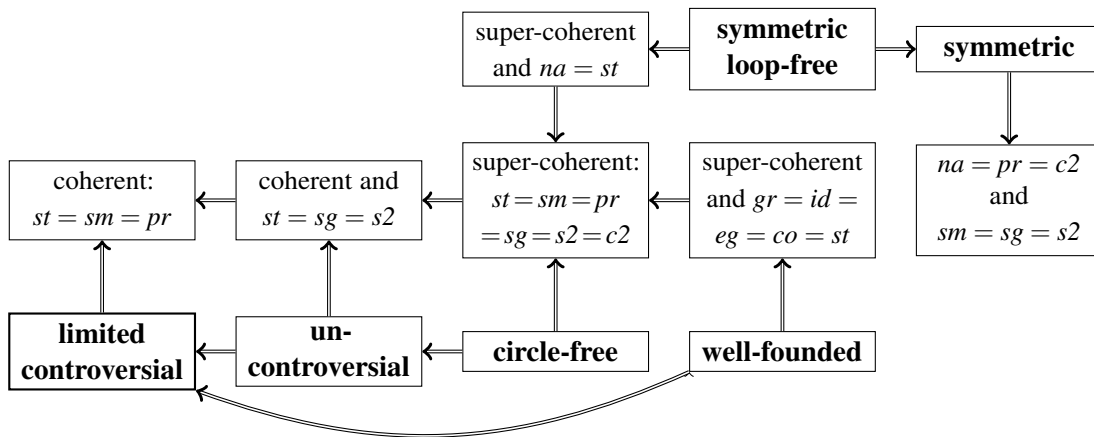 super-coherent
and na = st
symmetric
loop-free
symmetric
coherent:
st = sm = pr
coherent and
st = sg = s2
super-coherent:
st = sm = pr
= sg = s2 = c2
super-coherent
and gr = id =
eg = co = st
na = pr = c2
and
sm = sg = s2
limited
controversial
un-
controversial
circle-free
well-founded